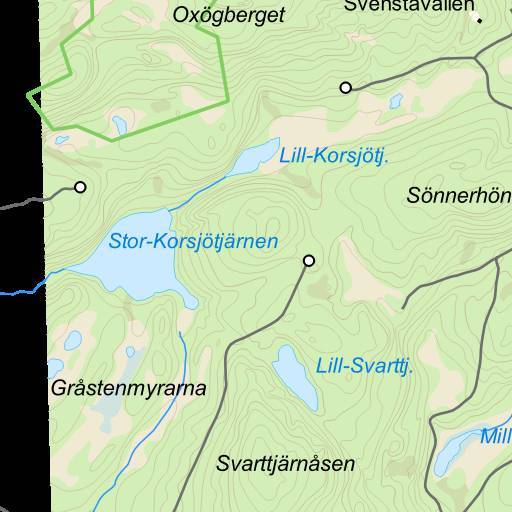 Svenstavallen
Oxögberget
Lill-Korsjötj.
Sönnerhön
Stor-Korsjötjärnen
Lill-Svarttj.
Gråstenmyrarna
Mill
Svarttjärnåsen